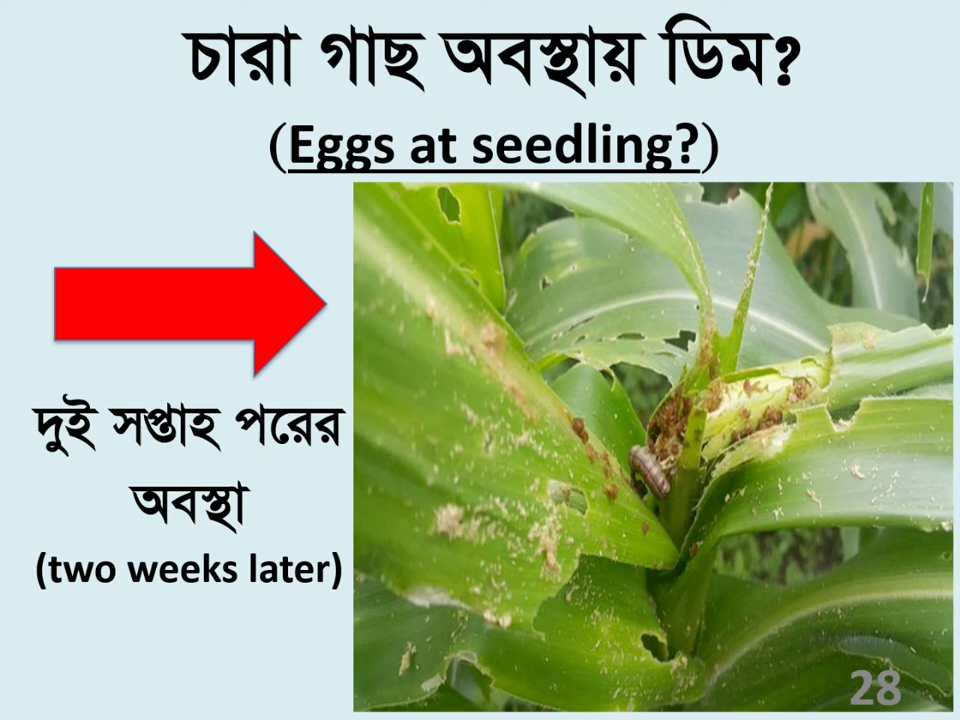 চারা গাছ অবস্থায় ডিম?
(Eggs at seedling?)
দুই সপ্তাহ পরের
অবস্থা
(two weeks later)
28